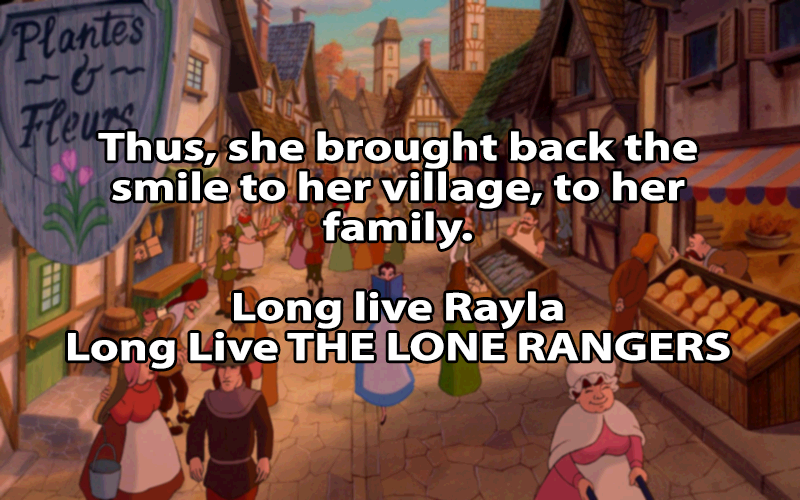 Plantes
&
Fleurs
Thus, she brought back the
smile to her village, to her
family.
Long live Rayla
Long Live THE LONE RANGERS